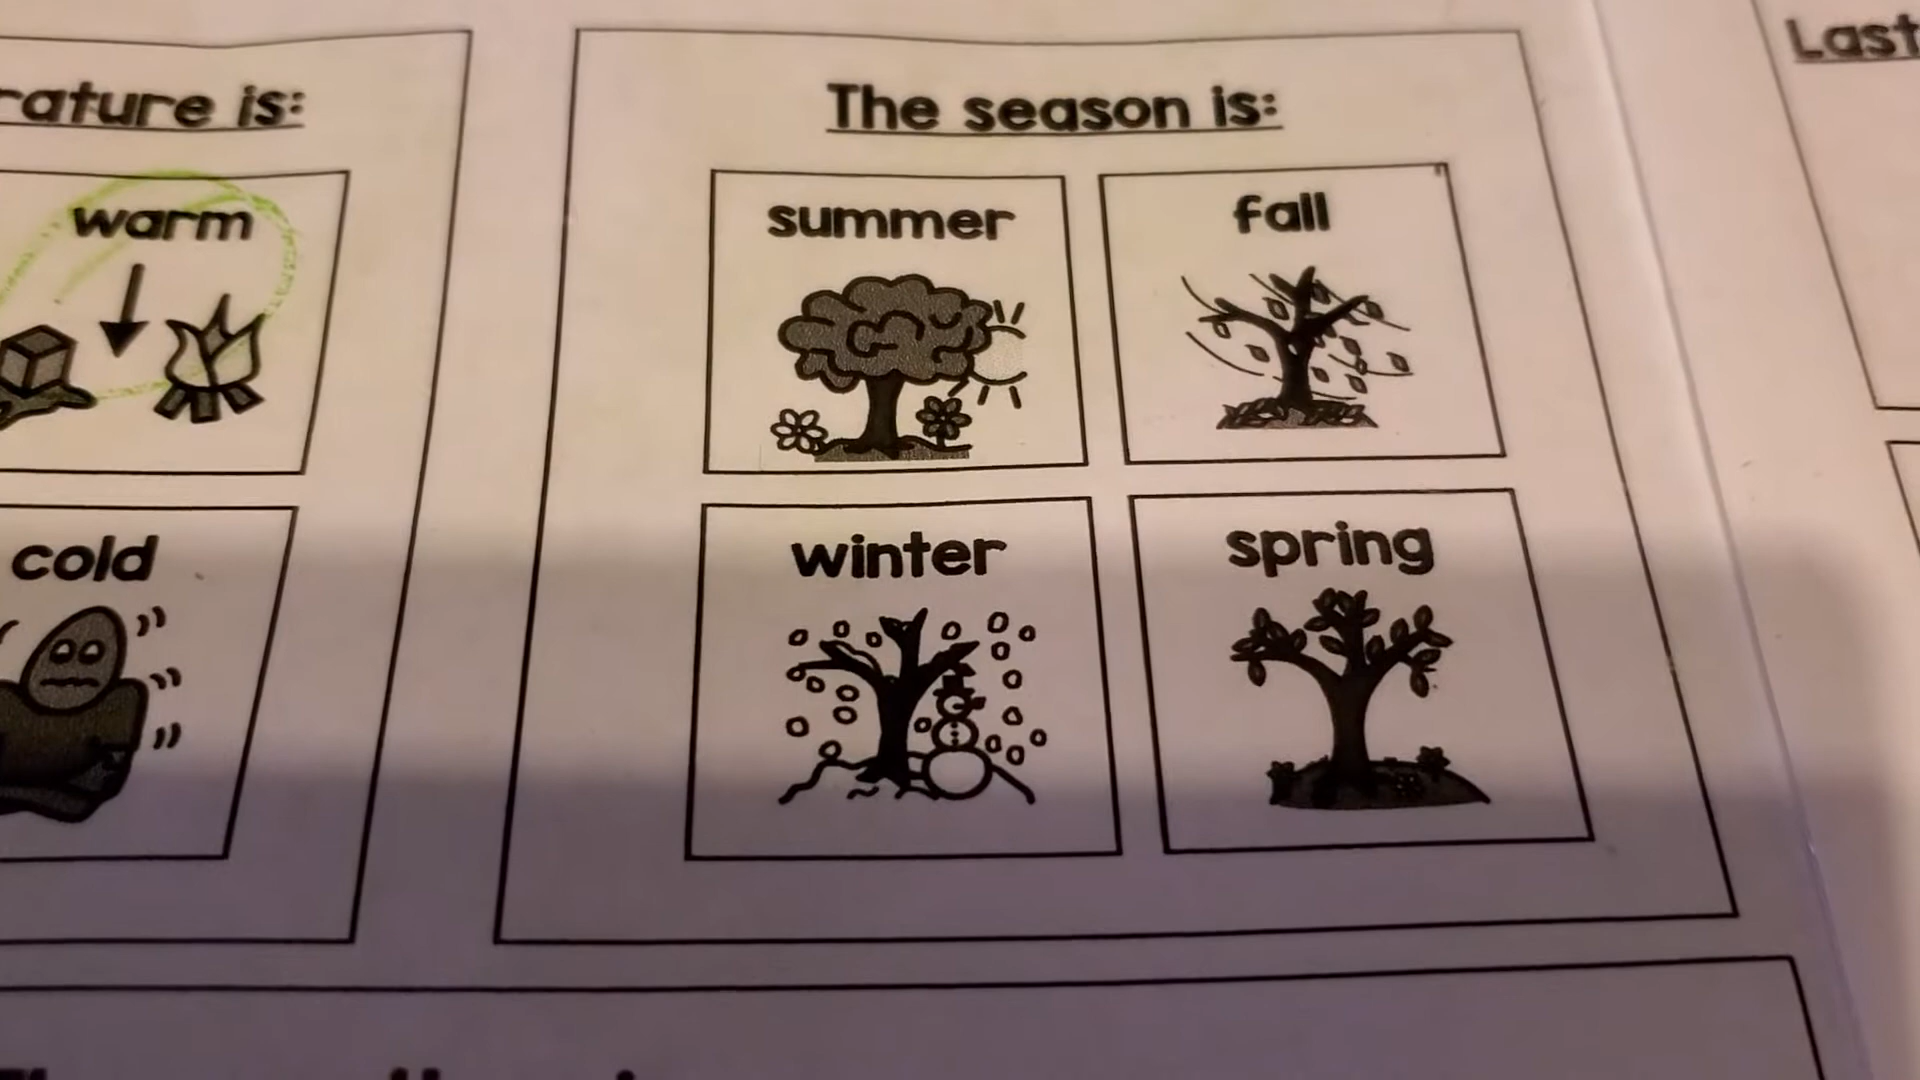 rature is:
warm
cold
The season is:
summer
fall
winter
spring
Last